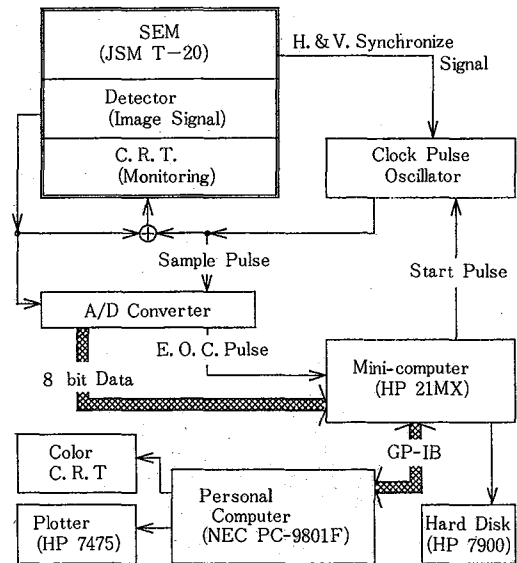 SEM
(JSM T-20)
H. & V. Synchronize
Signal
Detector
(Image Signal)
C. R. T.
(Monitoring)
Clock Pulse
Oscillator
Sample Pulse
Start Pulse
A/D Converter
E. O. C. Pulse
8 bit Data
Mini-computer
(HP 21MX)
GP-IB
Color
C. R. T
Personal
Computer
(NEC PC-9801F)
Plotter
(HP 7475)
Hard Disk
(HP 7900)